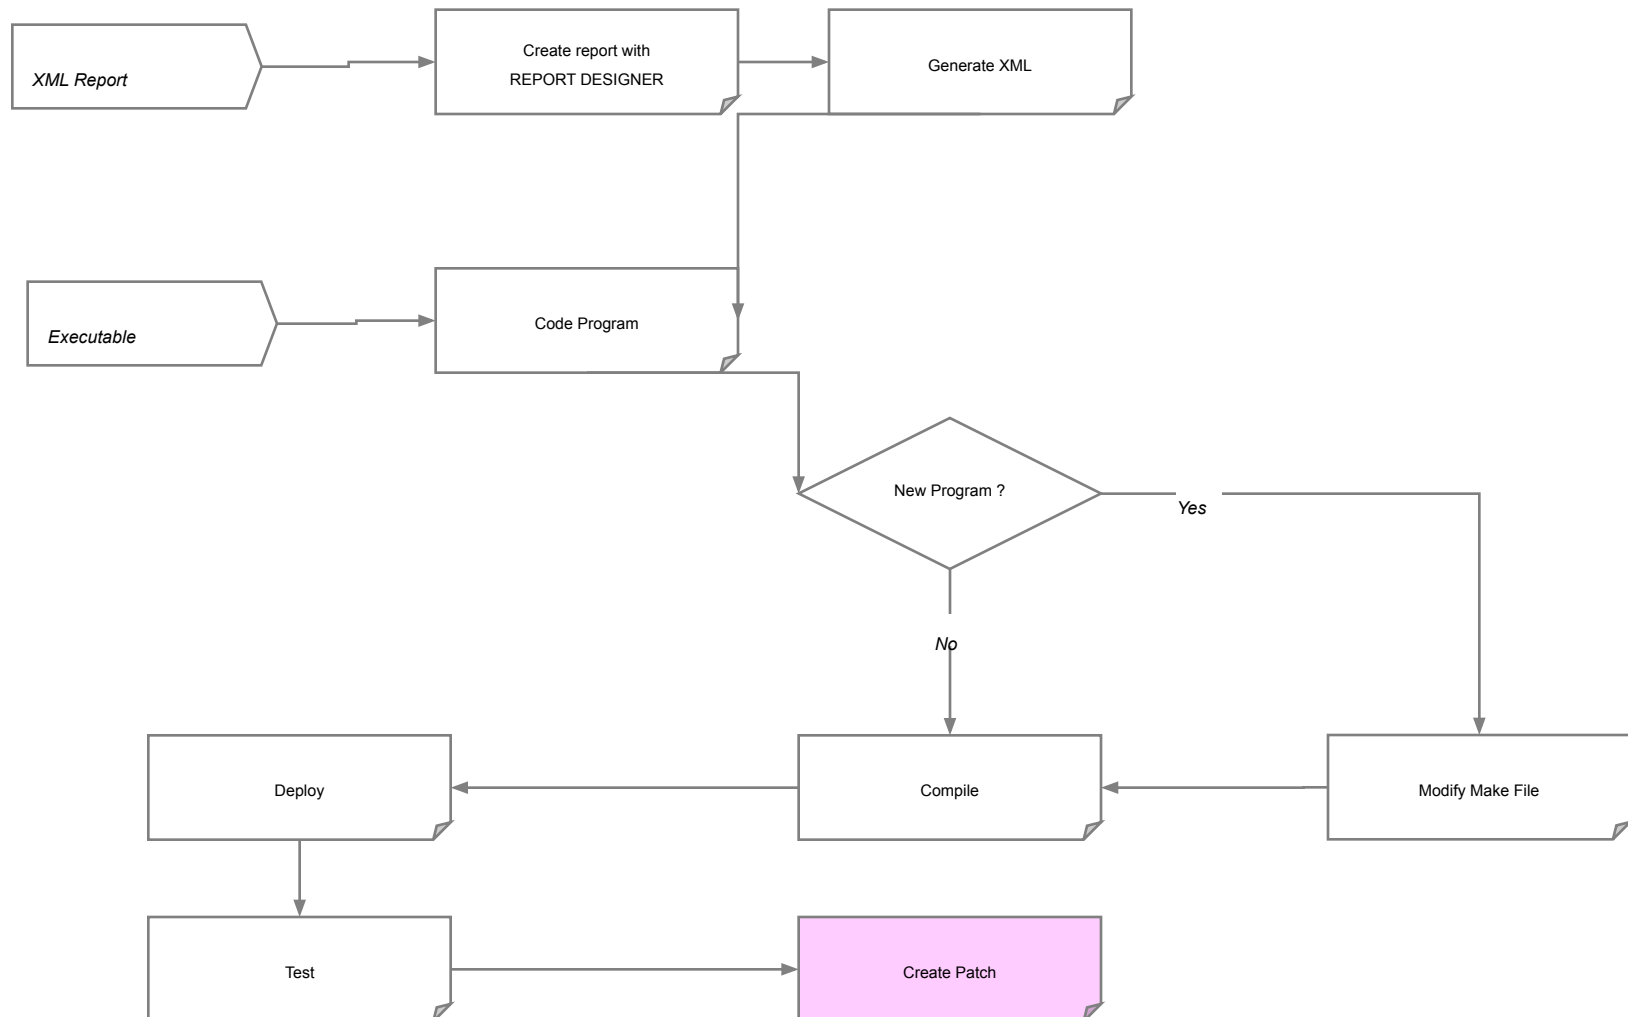 XML Report
Create report with
REPORT DESIGNER
Generate XML
Executable
Code Program
New Program ?
Yes
No
Deploy
Compile
Modify Make File
Test
Create Patch